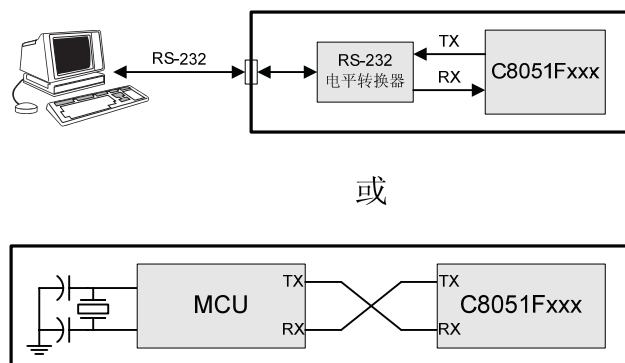 RS-232
RS-232
电平转换器
TX
RX
C8051Fxxx
或
MCU
TX
RX
TX
RX
C8051Fxxx